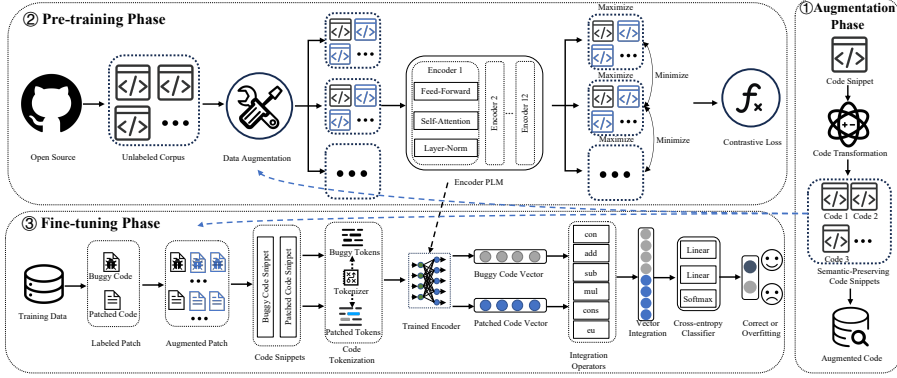 ② Pre-training Phase
Open Source
Unlabeled Corpus
Data Augmentation
Encoder 1
Feed-Forward
Self-Attention
Layer-Norm
Encoder 2
...
Encoder 12
Encoder PLM
Maximize
Maximize
Maximize
Minimize
Minimize
Contrastive Loss
① Augmentation
Phase
Code Snippet
Code Transformation
Code 1
Code 2
Code 3
Semantic-Preserving
Code Snippets
Augmented Code
③ Fine-tuning Phase
Training Data
Buggy Code
Patched Code
Labeled Patch
Augmented Patch
Buggy Code Snippet
Patched Code Snippet
Code Snippets
Buggy Tokens
Tokenizer
Patched Tokens
Code
Tokenization
Trained Encoder
Buggy Code Vector
Patched Code Vector
con
add
sub
mul
cons
eu
Integration
Operators
Vector
Integration
Linear
Linear
Softmax
Cross-entropy
Classifier
Correct or
Overfitting